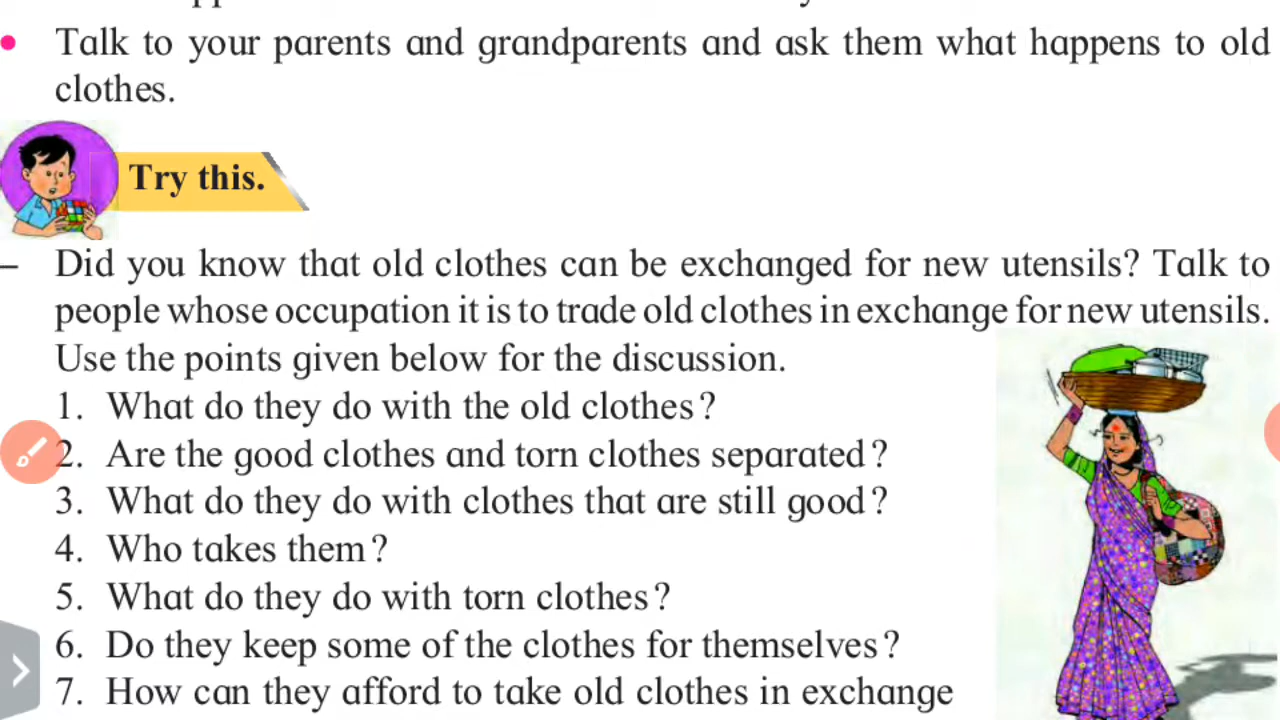 • Talk to your parents and grandparents and ask them what happens to old
clothes.
Try this.
– Did you know that old clothes can be exchanged for new utensils? Talk to
people whose occupation it is to trade old clothes in exchange for new utensils.
Use the points given below for the discussion.
1. What do they do with the old clothes?
2. Are the good clothes and torn clothes separated?
3. What do they do with clothes that are still good?
4. Who takes them?
5. What do they do with torn clothes?
6. Do they keep some of the clothes for themselves?
7. How can they afford to take old clothes in exchange